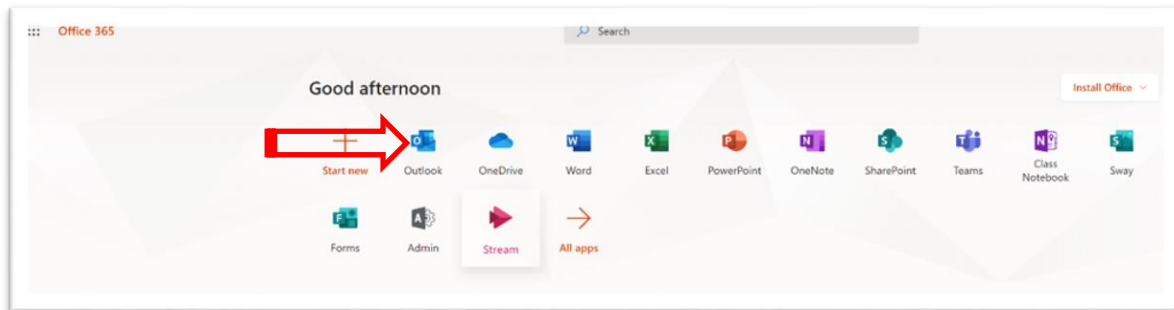 Office 365
Search
Good afternoon
Install Office
Start new
Outlook
OneDrive
Word
Excel
PowerPoint
OneNote
SharePoint
Teams
Class
Notebook
Sway
Forms
Admin
Stream
All apps